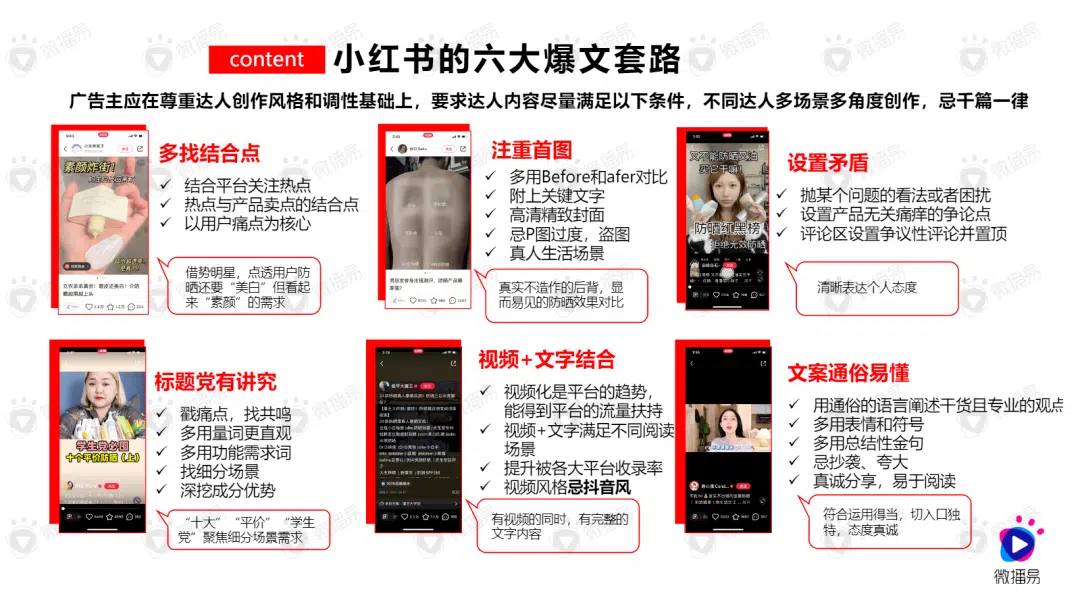 content 小红书的六大爆文套路
广告主应在尊重达人创作风格和调性基础上，要求达人内容尽量满足以下条件，不同达人多场景多角度创作，忌千篇一律
多找结合点
✓ 结合平台关注热点
✓ 热点与产品卖点的结合点
✓ 以用户痛点为核心
借势明星，点透用户防
晒还要“美白”但看起
来“素颜”的需求
素颜炸街!
注重首图
✓ 多用Before和afer对比
✓ 附上关键文字
✓ 高清精致封面
✓ 忌P图过度，盗图
✓ 真人生活场景
真实不造作的后背，显
而易见的防晒效果对比
设置矛盾
✓ 抛某个问题的看法或者困扰
✓ 设置产品无关痛痒的争论点
✓ 评论区设置争议性评论并置顶
清晰表达个人态度
防晒红黑榜
拒绝无效防晒
标题党有讲究
✓ 戳痛点，找共鸣
✓ 多用量词更直观
✓ 多用功能需求词
✓ 找细分场景
✓ 深挖成分优势
“十大”“平价”“学生
党”聚焦细分场景需求
学生党必囤
十个平价防晒（上）
视频+文字结合
✓ 视频化是平台的趋势，
能得到平台的流量扶持
✓ 视频+文字满足不同阅读
场景
✓ 提升被各大平台收录率
✓ 视频风格忌抖音风
有视频的同时，有完整的
文字内容
文案通俗易懂
✓ 用通俗的语言阐述干货且专业的观点
✓ 多用表情和符号
✓ 多用总结性金句
✓ 忌抄袭、夸大
✓ 真诚分享，易于阅读
符合运用得当，切入口独
特，态度真诚
微播易